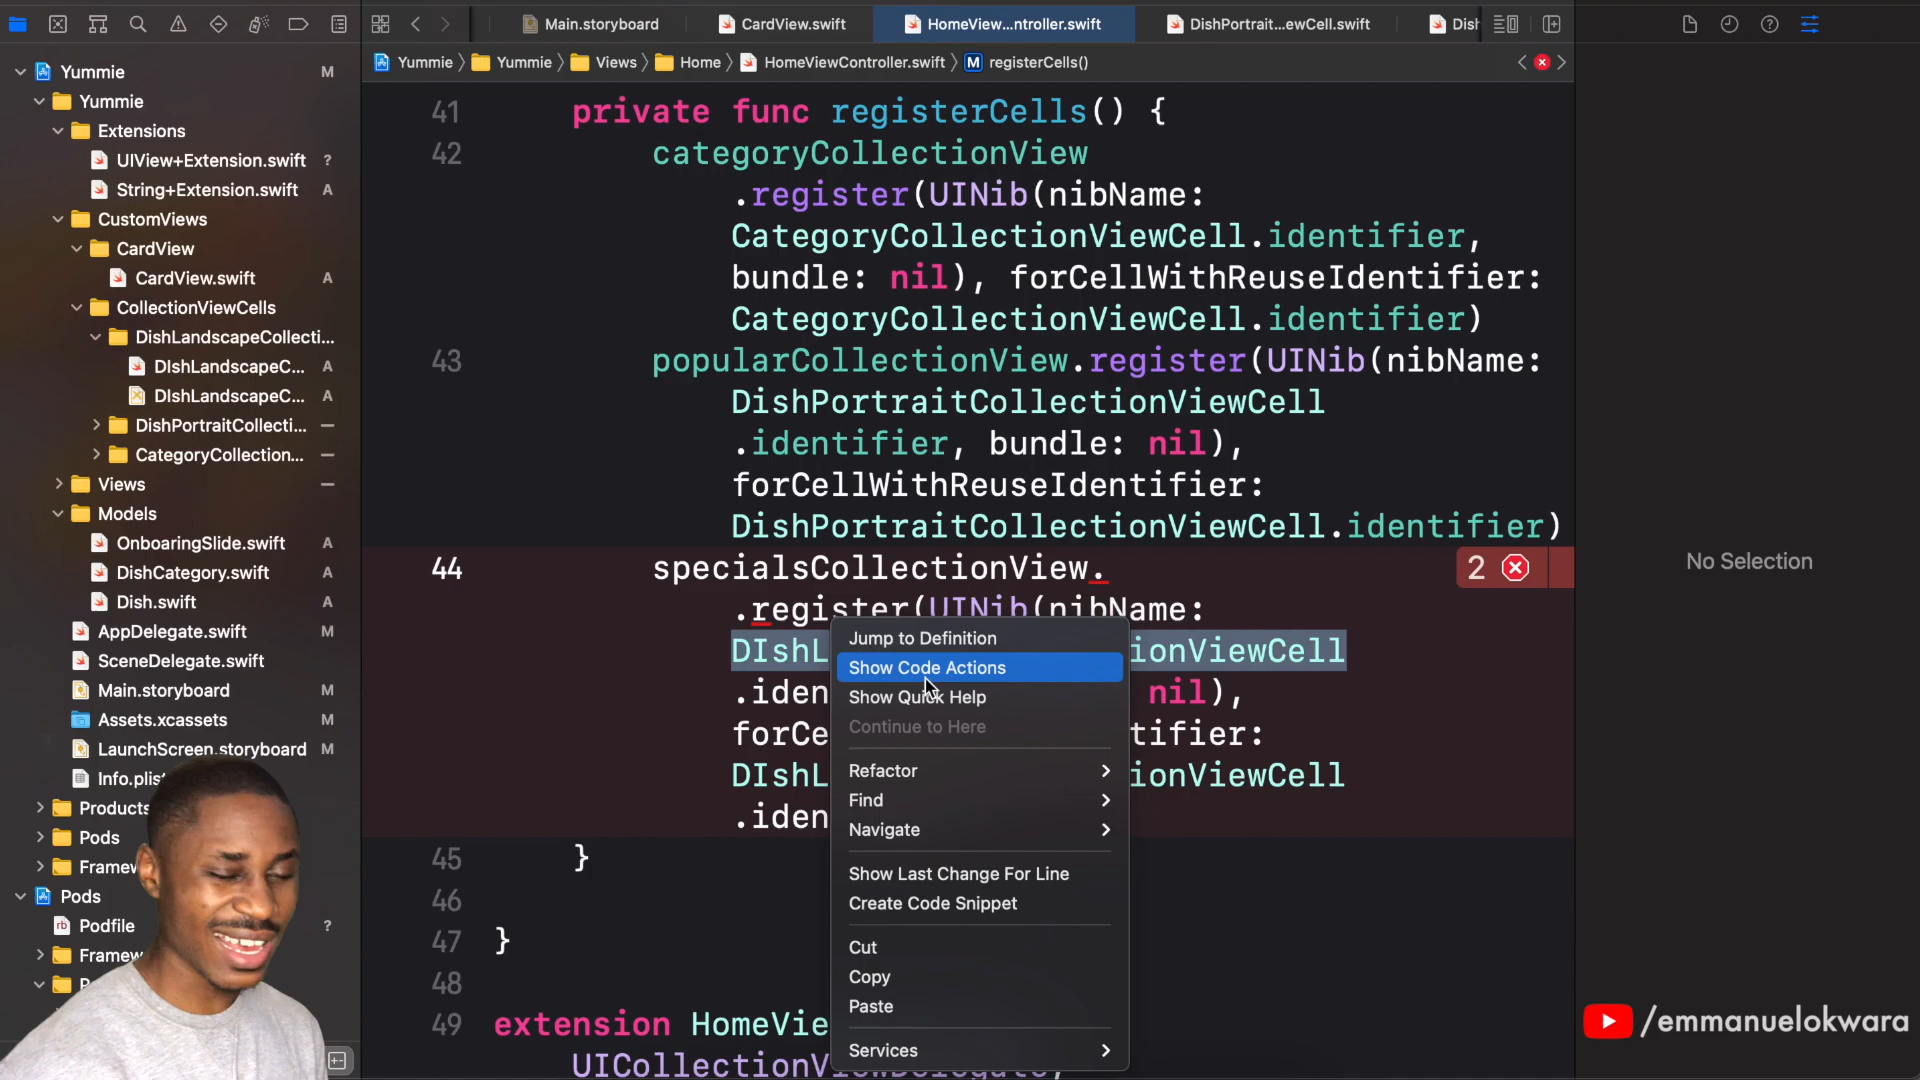 Main.storyboard
CardView.swift
HomeView...ntroller.swift
DishPortrait...ewCell.swift
Dish
Yummie M
Yummie
Yummie
Views
Home
HomeViewController.swift
M registerCells()
Yummie
Extensions
UIView+Extension.swift ?
String+Extension.swift A
CustomViews
CardView
CardView.swift A
CollectionViewCells
DishLandscapeCollecti...
DIshLandscapeC... A
DIshLandscapeC... A
DishPortraitCollecti...
CategoryCollection...
Views
Models
OnboaringSlide.swift A
DishCategory.swift A
Dish.swift A
AppDelegate.swift M
SceneDelegate.swift
Main.storyboard M
Assets.xcassets M
LaunchScreen.storyboard M
Info.plist
Products
Pods
Framew
Pods
rb Podfile ?
Framew
41 private func registerCells() {
42 categoryCollectionView
.register(UINib(nibName:
CategoryCollectionViewCell.identifier,
bundle: nil), forCellWithReuseIdentifier:
CategoryCollectionViewCell.identifier)
43 popularCollectionView.register(UINib(nibName:
DishPortraitCollectionViewCell
.identifier, bundle: nil),
forCellWithReuseIdentifier:
DishPortraitCollectionViewCell.identifier)
44 specialsCollectionView. 2
.register(UINib(nibName:
DIshL ionViewCell
.iden nil),
forCe tifier:
DIshL ionViewCell
.iden
45 }
46
47 }
48
49 extension HomeVie
UICollectionViewDelegate,
Jump to Definition
Show Code Actions
Show Quick Help
Continue to Here
Refactor
Find
Navigate
Show Last Change For Line
Create Code Snippet
Cut
Copy
Paste
Services
No Selection
/emmanuelokwara